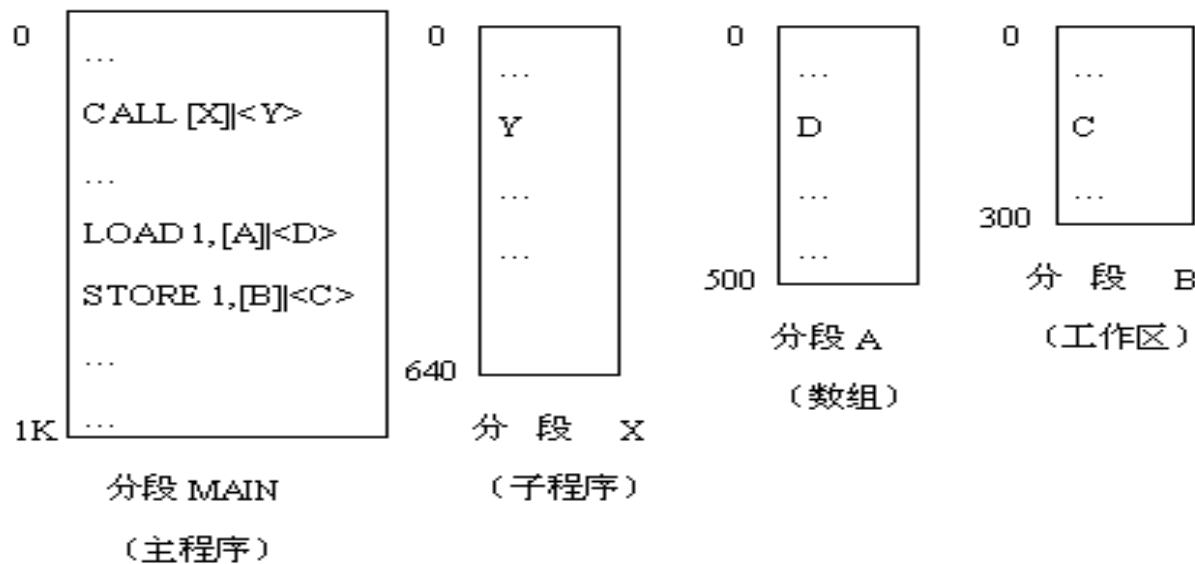 0
…
CALL [X]|<Y>
…
LOAD 1,[A]|<D>
STORE 1,[B]|<C>
…
…
1K
分段 MAIN
（主程序）
0
…
Y
…
…
640
分 段 X
（子程序）
0
…
D
…
…
500
分段 A
（数组）
0
…
C
…
300
分 段 B
（工作区）